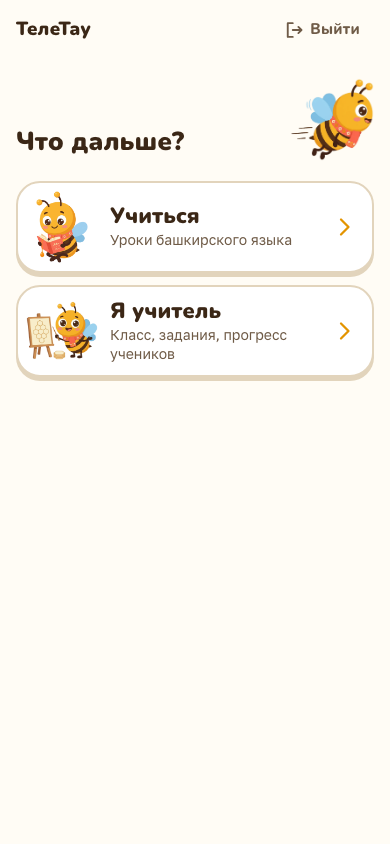 ТелеТау
Выйти
Что дальше?
Учиться
Уроки башкирского языка
Я учитель
Класс, задания, прогресс
учеников